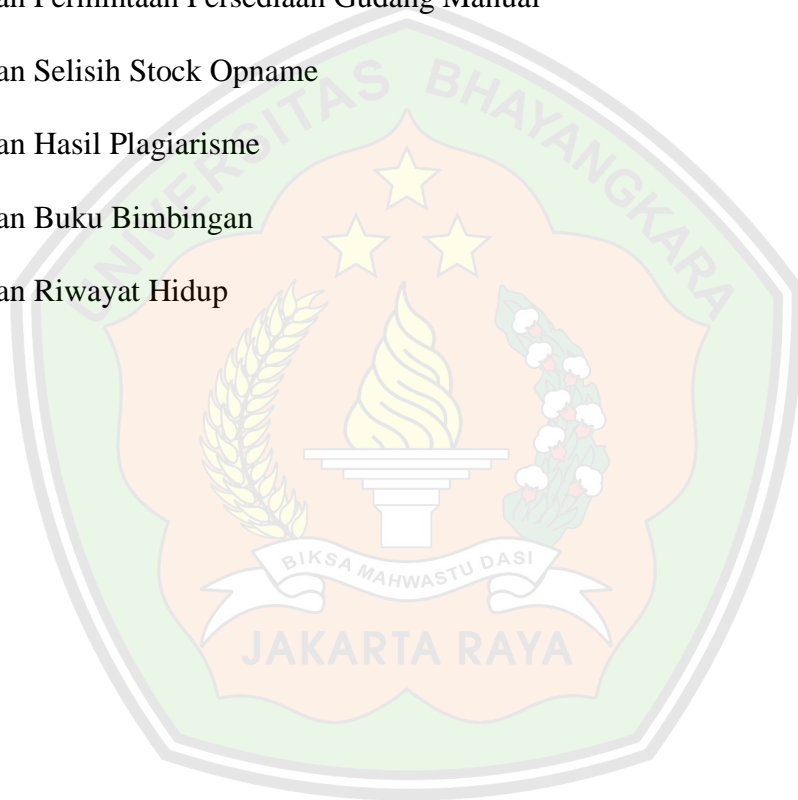 an Permintaan Persediaan Gudang Manual
an Selisih Stock Opname
an Hasil Plagiarisme
an Buku Bimbingan
an Riwayat Hidup
UNIVERSITAS BHAYANGKARA
BIKSA MAHWASTU DASI
JAKARTA RAYA